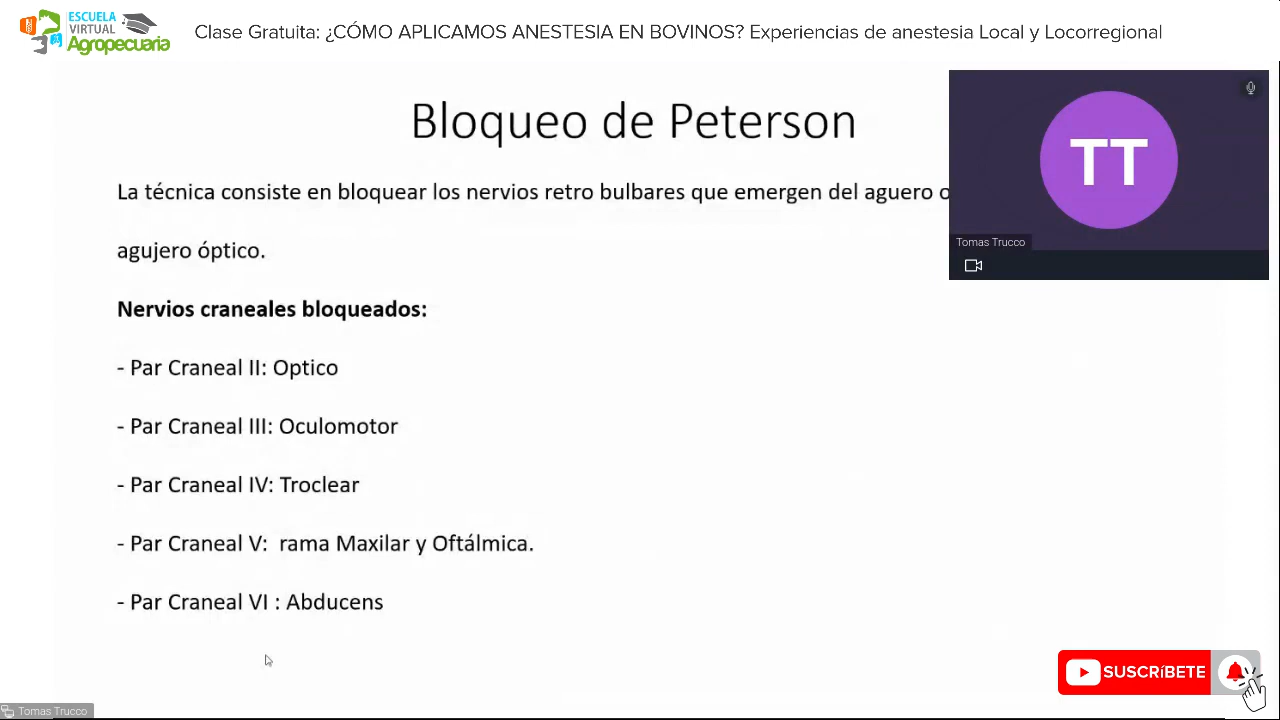 ESCUELA
VIRTUAL
Agropecuaria
Clase Gratuita: ¿CÓMO APLICAMOS ANESTESIA EN BOVINOS? Experiencias de anestesia Local y Locorregional
Bloqueo de Peterson
La técnica consiste en bloquear los nervios retro bulbares que emergen del aguero
agujero óptico.
TT
Tomas Trucco
Nervios craneales bloqueados:
- Par Craneal II: Optico
- Par Craneal III: Oculomotor
- Par Craneal IV: Troclear
- Par Craneal V:  rama Maxilar y Oftálmica.
- Par Craneal VI : Abducens
SUSCRíBETE
Tomas Trucco